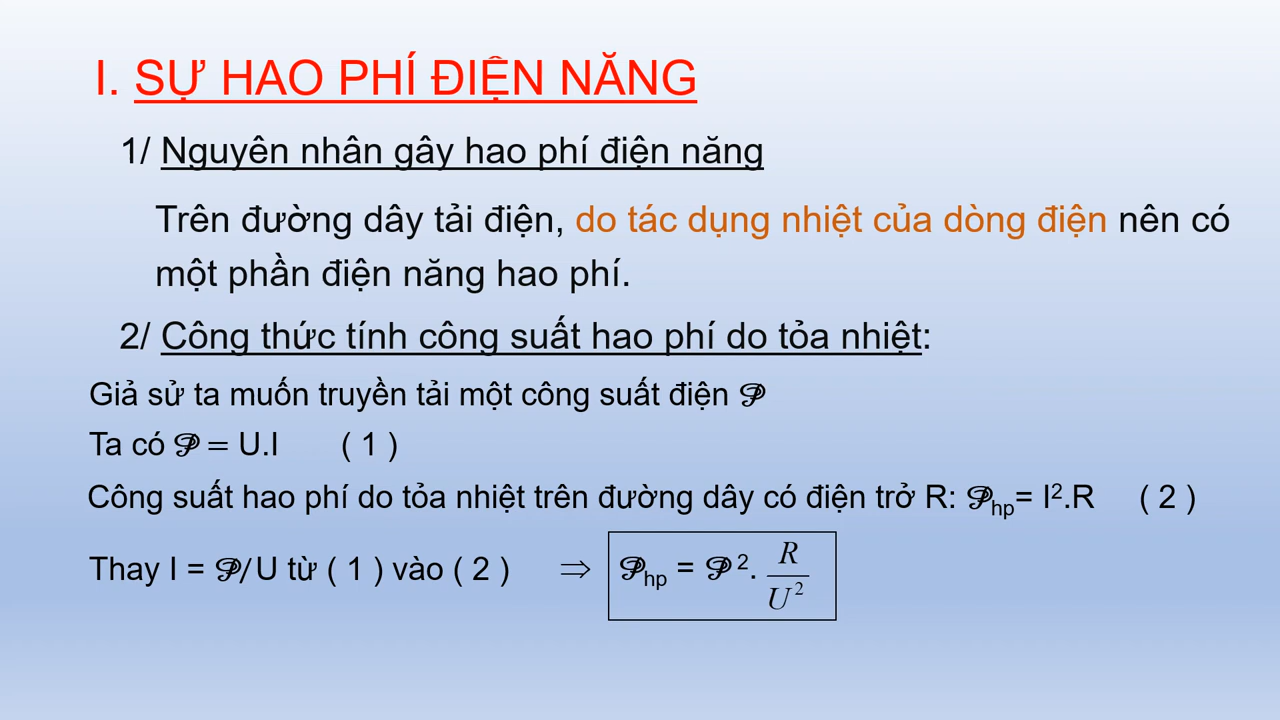 I. SỰ HAO PHÍ ĐIỆN NĂNG
1/ Nguyên nhân gây hao phí điện năng
Trên đường dây tải điện, do tác dụng nhiệt của dòng điện nên có
một phần điện năng hao phí.
2/ Công thức tính công suất hao phí do tỏa nhiệt:
Giả sử ta muốn truyền tải một công suất điện 𝒫
Ta có 𝒫 = U.I ( 1 )
Công suất hao phí do tỏa nhiệt trên đường dây có điện trở R: 𝒫hp= I².R ( 2 )
Thay I = 𝒫/U từ ( 1 ) vào ( 2 ) ⇒ 𝒫hp = 𝒫 ². R/U²